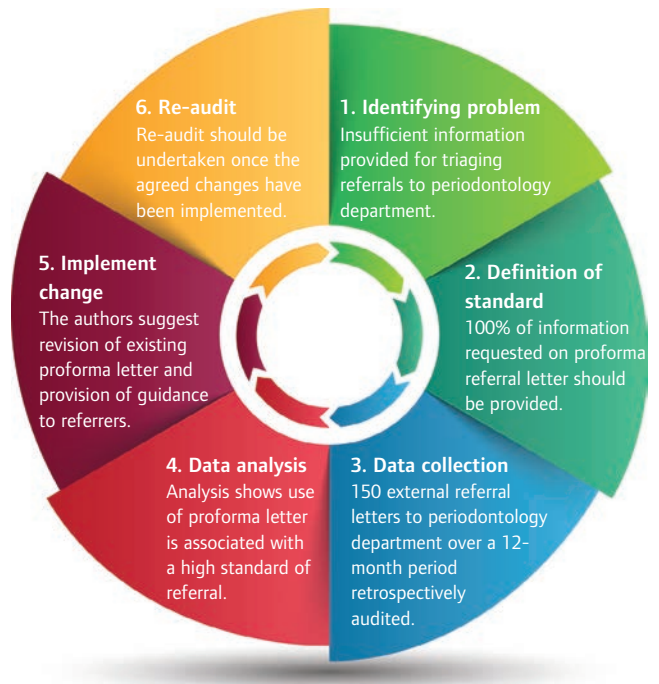 1. Identifying problem
Insufficient information
provided for triaging
referrals to periodontology
department.
2. Definition of
standard
100% of information
requested on proforma
referral letter should
be provided.
3. Data collection
150 external referral
letters to periodontology
department over a 12-
month period
retrospectively
audited.
4. Data analysis
Analysis shows use
of proforma letter
is associated with
a high standard of
referral.
5. Implement
change
The authors suggest
revision of existing
proforma letter and
provision of guidance
to referrers.
6. Re-audit
Re-audit should be
undertaken once the
agreed changes have
been implemented.